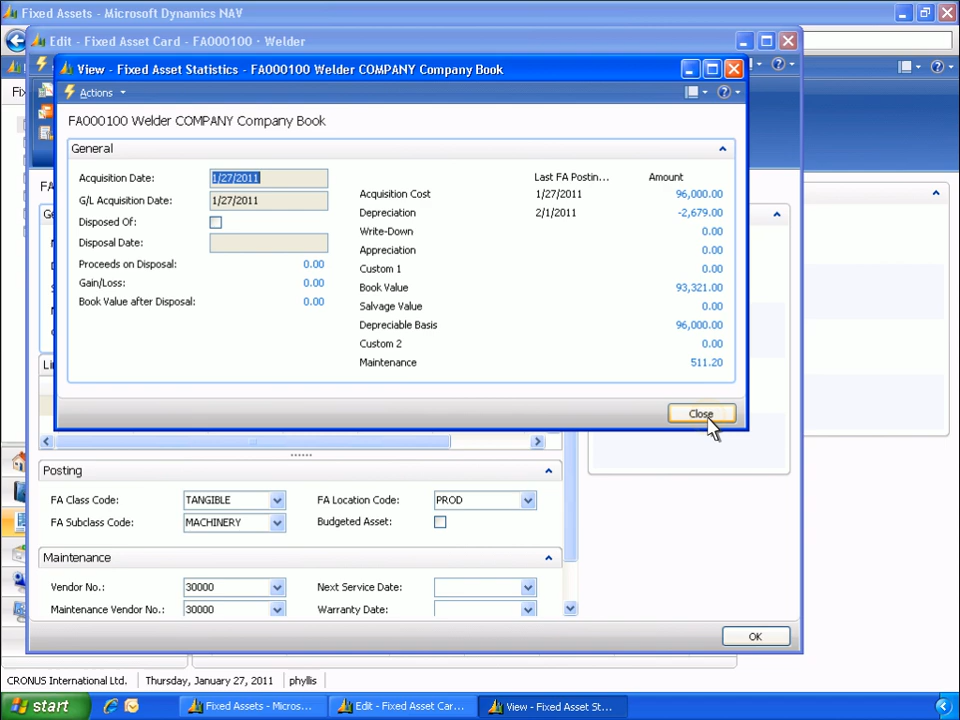 Fixed Assets - Microsoft Dynamics NAV
Edit - Fixed Asset Card - FA000100 · Welder
View - Fixed Asset Statistics - FA000100 Welder COMPANY Company Book
Actions
FA000100 Welder COMPANY Company Book
General
Acquisition Date: 1/27/2011
G/L Acquisition Date: 1/27/2011
Disposed Of:
Disposal Date:
Proceeds on Disposal: 0.00
Gain/Loss: 0.00
Book Value after Disposal: 0.00
Last FA Postin... Amount
Acquisition Cost 1/27/2011 96,000.00
Depreciation 2/1/2011 -2,679.00
Write-Down 0.00
Appreciation 0.00
Custom 1 0.00
Book Value 93,321.00
Salvage Value 0.00
Depreciable Basis 96,000.00
Custom 2 0.00
Maintenance 511.20
Close
Posting
FA Class Code: TANGIBLE FA Location Code: PROD
FA Subclass Code: MACHINERY Budgeted Asset:
Maintenance
Vendor No.: 30000 Next Service Date:
Maintenance Vendor No.: 30000 Warranty Date:
OK
CRONUS International Ltd. Thursday, January 27, 2011 phyllis
start Fixed Assets - Micros... Edit - Fixed Asset Car... View - Fixed Asset St...